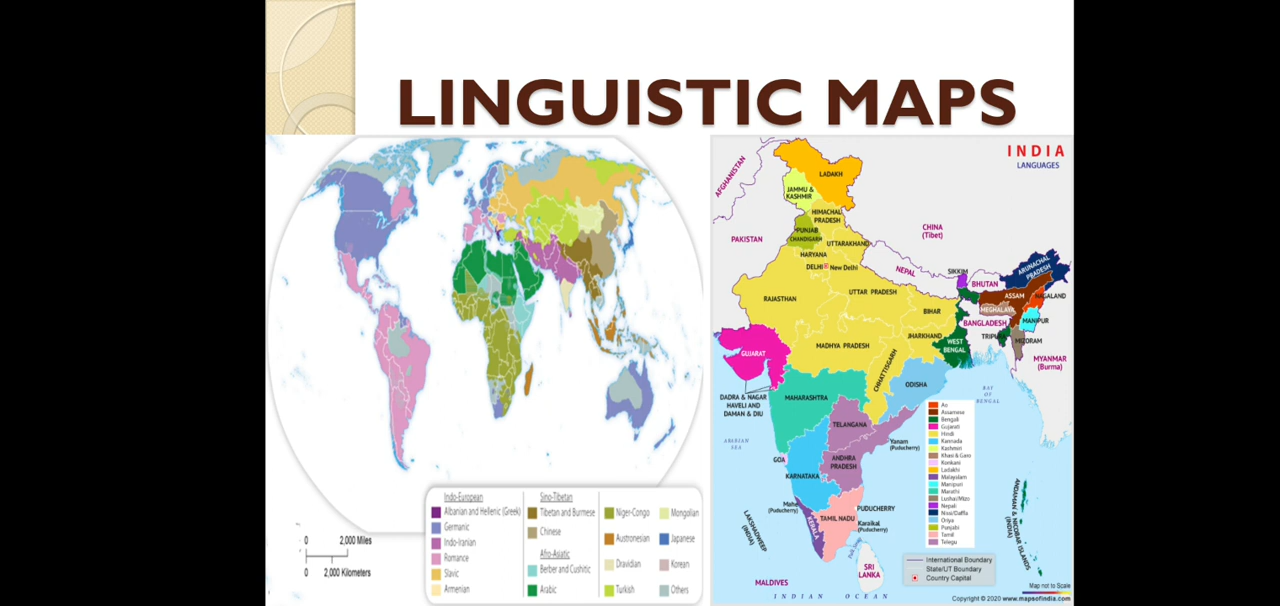 LINGUISTIC MAPS
0 2,000 Miles
0 2,000 Kilometers
Indo-European
Albanian and Hellenic (Greek)
Germanic
Indo-Iranian
Romance
Slavic
Armenian
Sino-Tibetan
Tibetan and Burmese
Chinese
Afro-Asiatic
Berber and Cushitic
Arabic
Niger-Congo
Austronesian
Dravidian
Turkish
Mongolian
Japanese
Korean
Others
INDIA
LANGUAGES
AFGHANISTAN
LADAKH
JAMMU &
KASHMIR
HIMACHAL
PRADESH
PUNJAB
CHANDIGARH
UTTARAKHAND
PAKISTAN
CHINA
(Tibet)
HARYANA
DELHI New Delhi
NEPAL
SIKKIM
BHUTAN
ARUNACHAL
PRADESH
RAJASTHAN
UTTAR PRADESH
ASSAM
NAGALAND
BIHAR
MEGHALAYA
BANGLADESH
MANIPUR
JHARKHAND
WEST
BENGAL
TRIPURA
MIZORAM
GUJARAT
MADHYA PRADESH
CHHATTISGARH
MYANMAR
(Burma)
ODISHA
BAY
OF
BENGAL
DADRA & NAGAR
HAVELI AND
DAMAN & DIU
MAHARASHTRA
TELANGANA
ARABIAN
SEA
Yanam
(Puducherry)
GOA
ANDHRA
PRADESH
KARNATAKA
Mahe
(Puducherry)
PUDUCHERRY
TAMIL NADU
Karaikal
(Puducherry)
KERALA
LAKSHADWEEP
(INDIA)
ANDAMAN & NICOBAR ISLANDS
(INDIA)
SRI
LANKA
MALDIVES
INDIAN OCEAN
Ao
Assamese
Bengali
Gujarati
Hindi
Kannada
Kashmiri
Khasi & Garo
Konkani
Ladakhi
Malayalam
Manipuri
Marathi
Lushai/Mizo
Nepali
Nissi/Daffla
Oriya
Punjabi
Tamil
Telegu
International Boundary
State/UT Boundary
Country Capital
Map not to Scale
Copyright © 2020 www.mapsofindia.com